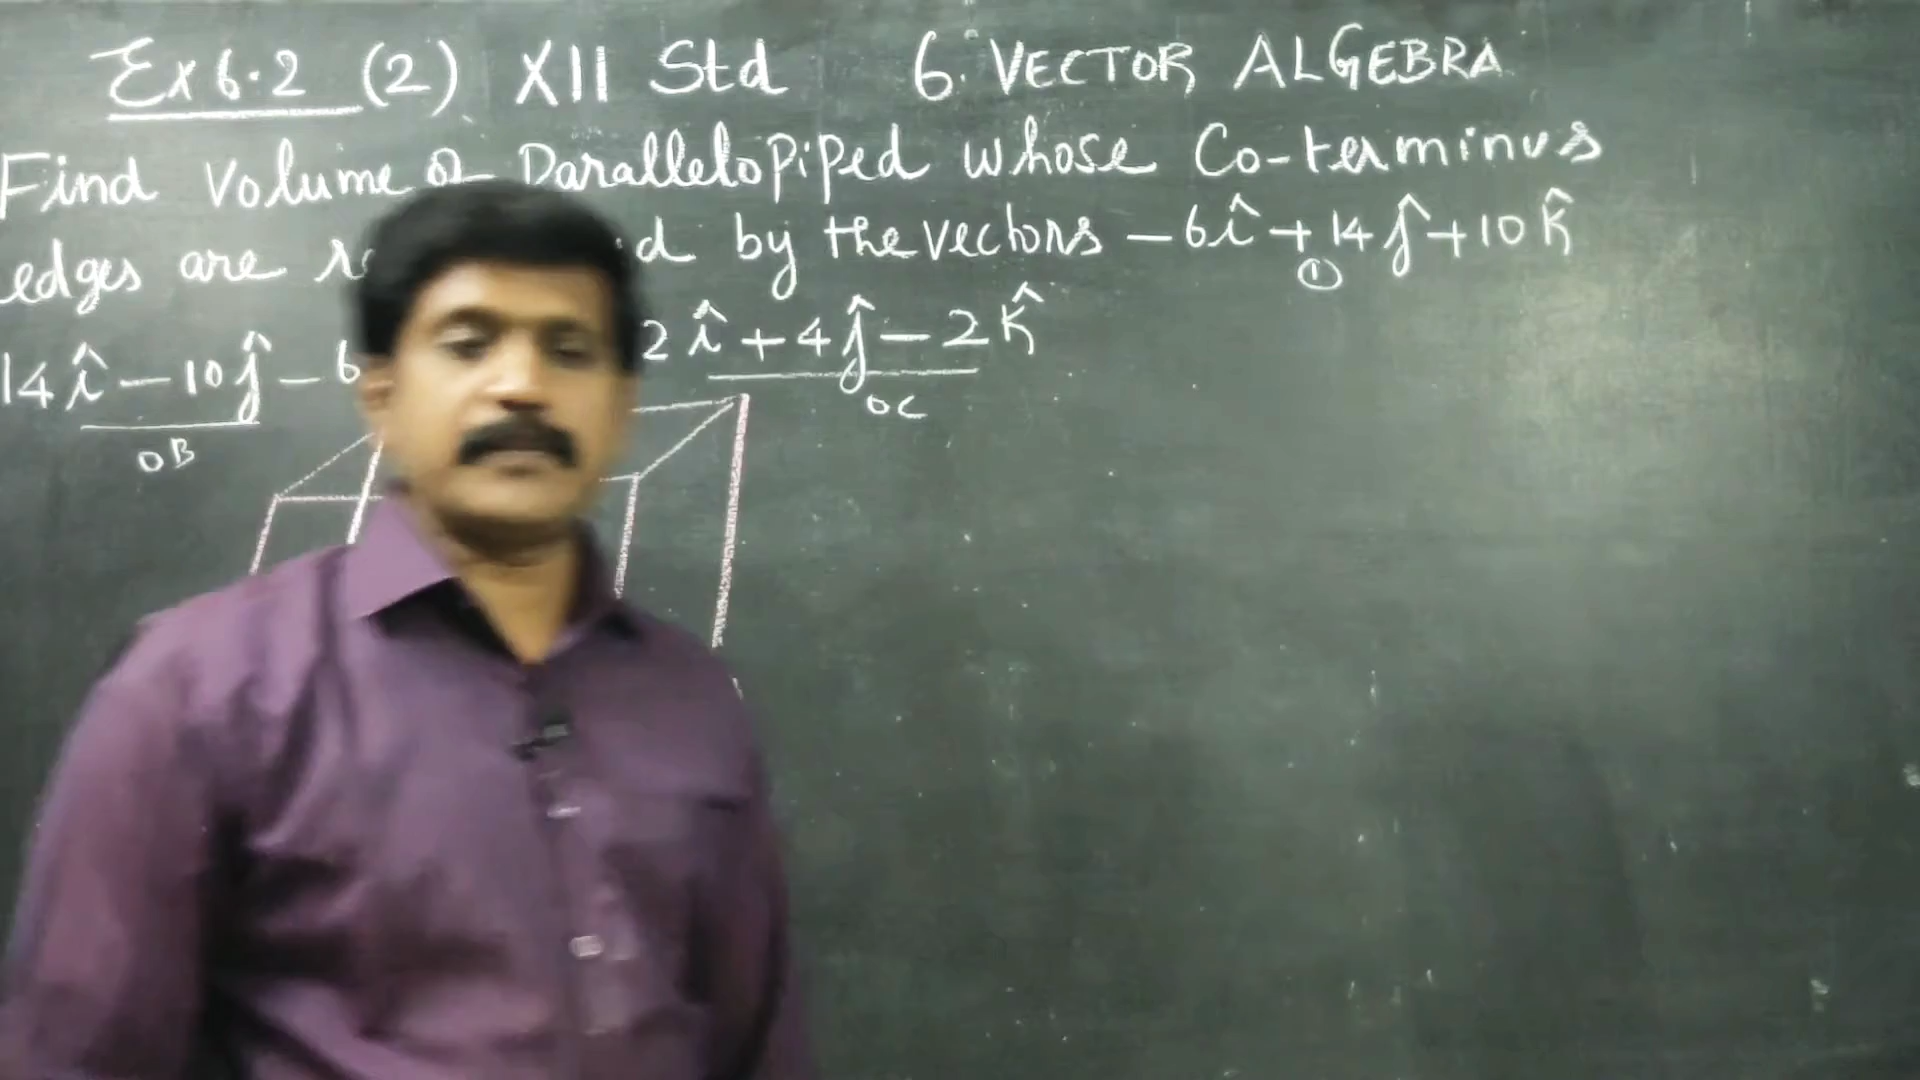 Ex 6.2 (2) XII Std 6. VECTOR ALGEBRA
Find Volume of Parallelopiped whose Co-terminus
edges are by the vectors -6î + 14ĵ + 10k̂
①
14î - 10ĵ - 6 2î + 4ĵ - 2k̂
OB OC